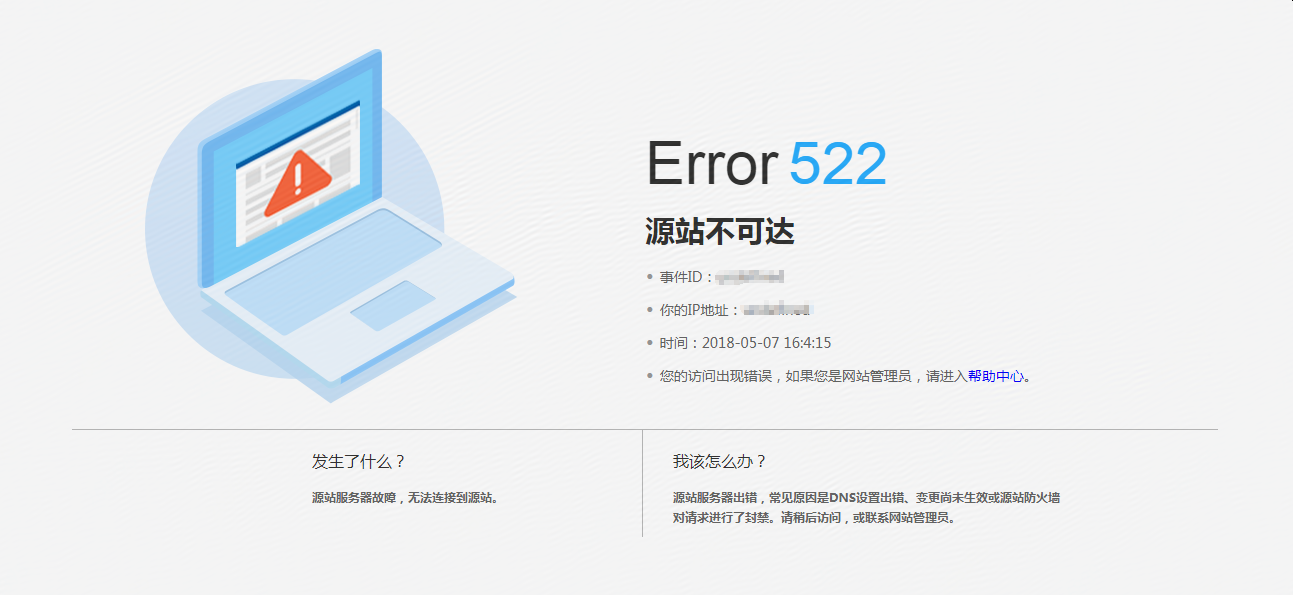 Error 522
源站不可达
事件ID：
你的IP地址：
时间：2018-05-07 16:4:15
您的访问出现错误，如果您是网站管理员，请进入帮助中心。
发生了什么？
源站服务器故障，无法连接到源站。
我该怎么办？
源站服务器出错，常见原因是DNS设置出错、变更尚未生效或源站防火墙
对请求进行了封禁。请稍后访问，或联系网站管理员。